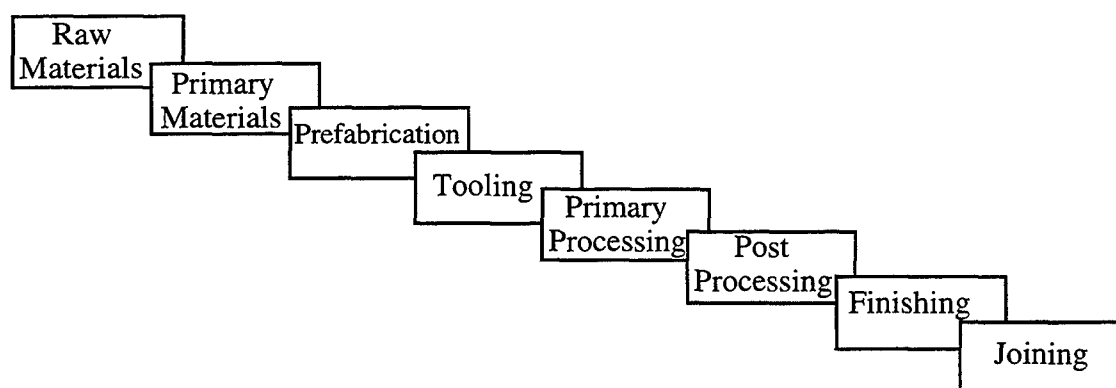 Raw
Materials
Primary
Materials
Prefabrication
Tooling
Primary
Processing
Post
Processing
Finishing
Joining